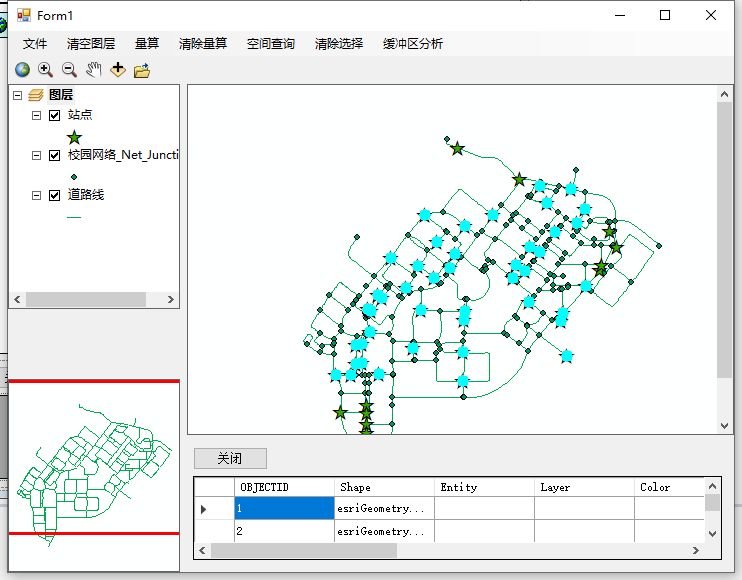 Form1
文件 清空图层 量算 清除量算 空间查询 清除选择 缓冲区分析
图层
站点
校园网络_Net_Juncti
道路线
关闭
OBJECTID Shape Entity Layer Color
1 esriGeometry...
2 esriGeometry...